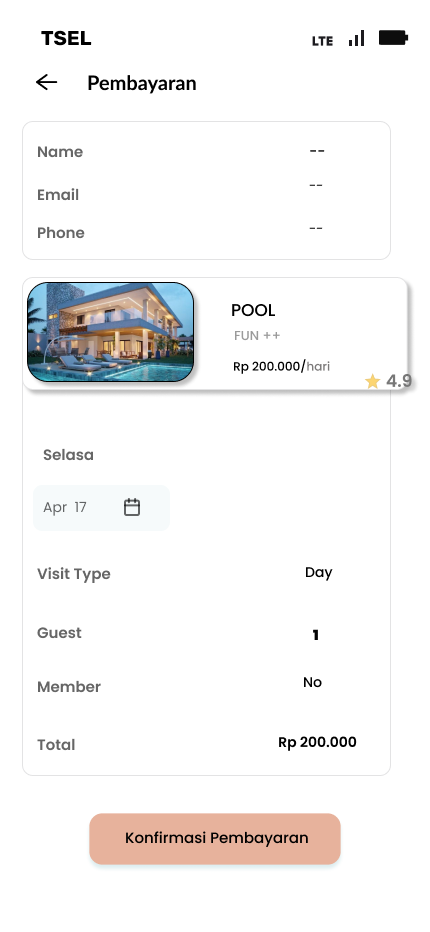 TSEL LTE
Pembayaran
Name --
Email --
Phone --
POOL
FUN ++
Rp 200.000/hari
4.9
Selasa
Apr 17
Visit Type Day
Guest 1
Member No
Total Rp 200.000
Konfirmasi Pembayaran